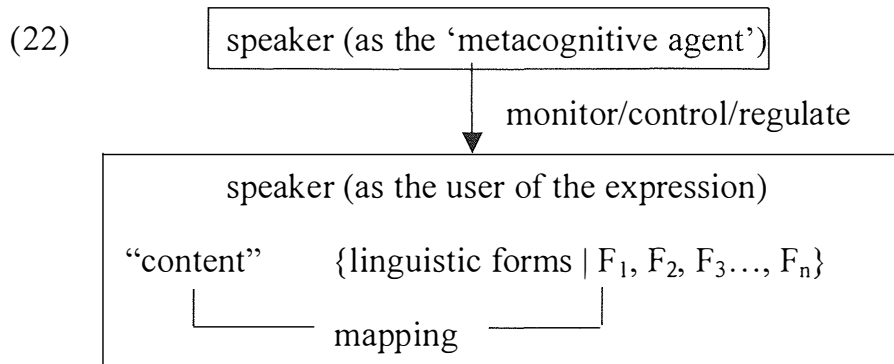 (22) speaker (as the ‘metacognitive agent’)
monitor/control/regulate
speaker (as the user of the expression)
“content” {linguistic forms | F₁, F₂, F₃…, Fₙ}
mapping